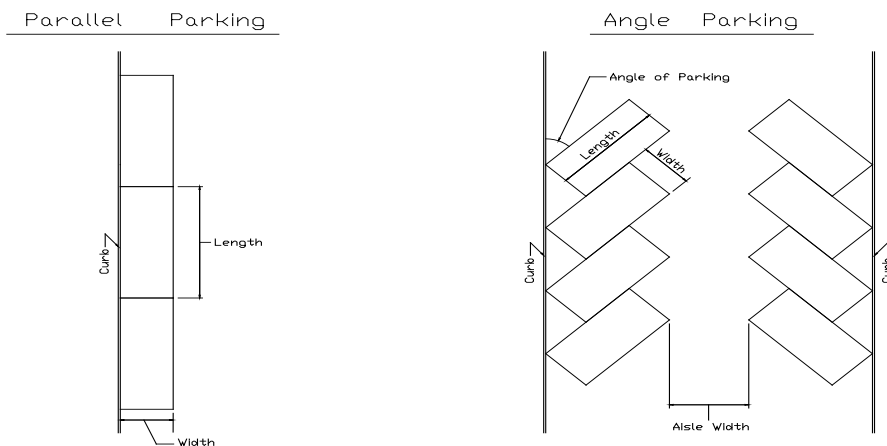 Parallel Parking
Curb
Length
Width
Angle Parking
Angle of Parking
Length
Width
Curb
Curb
Aisle Width